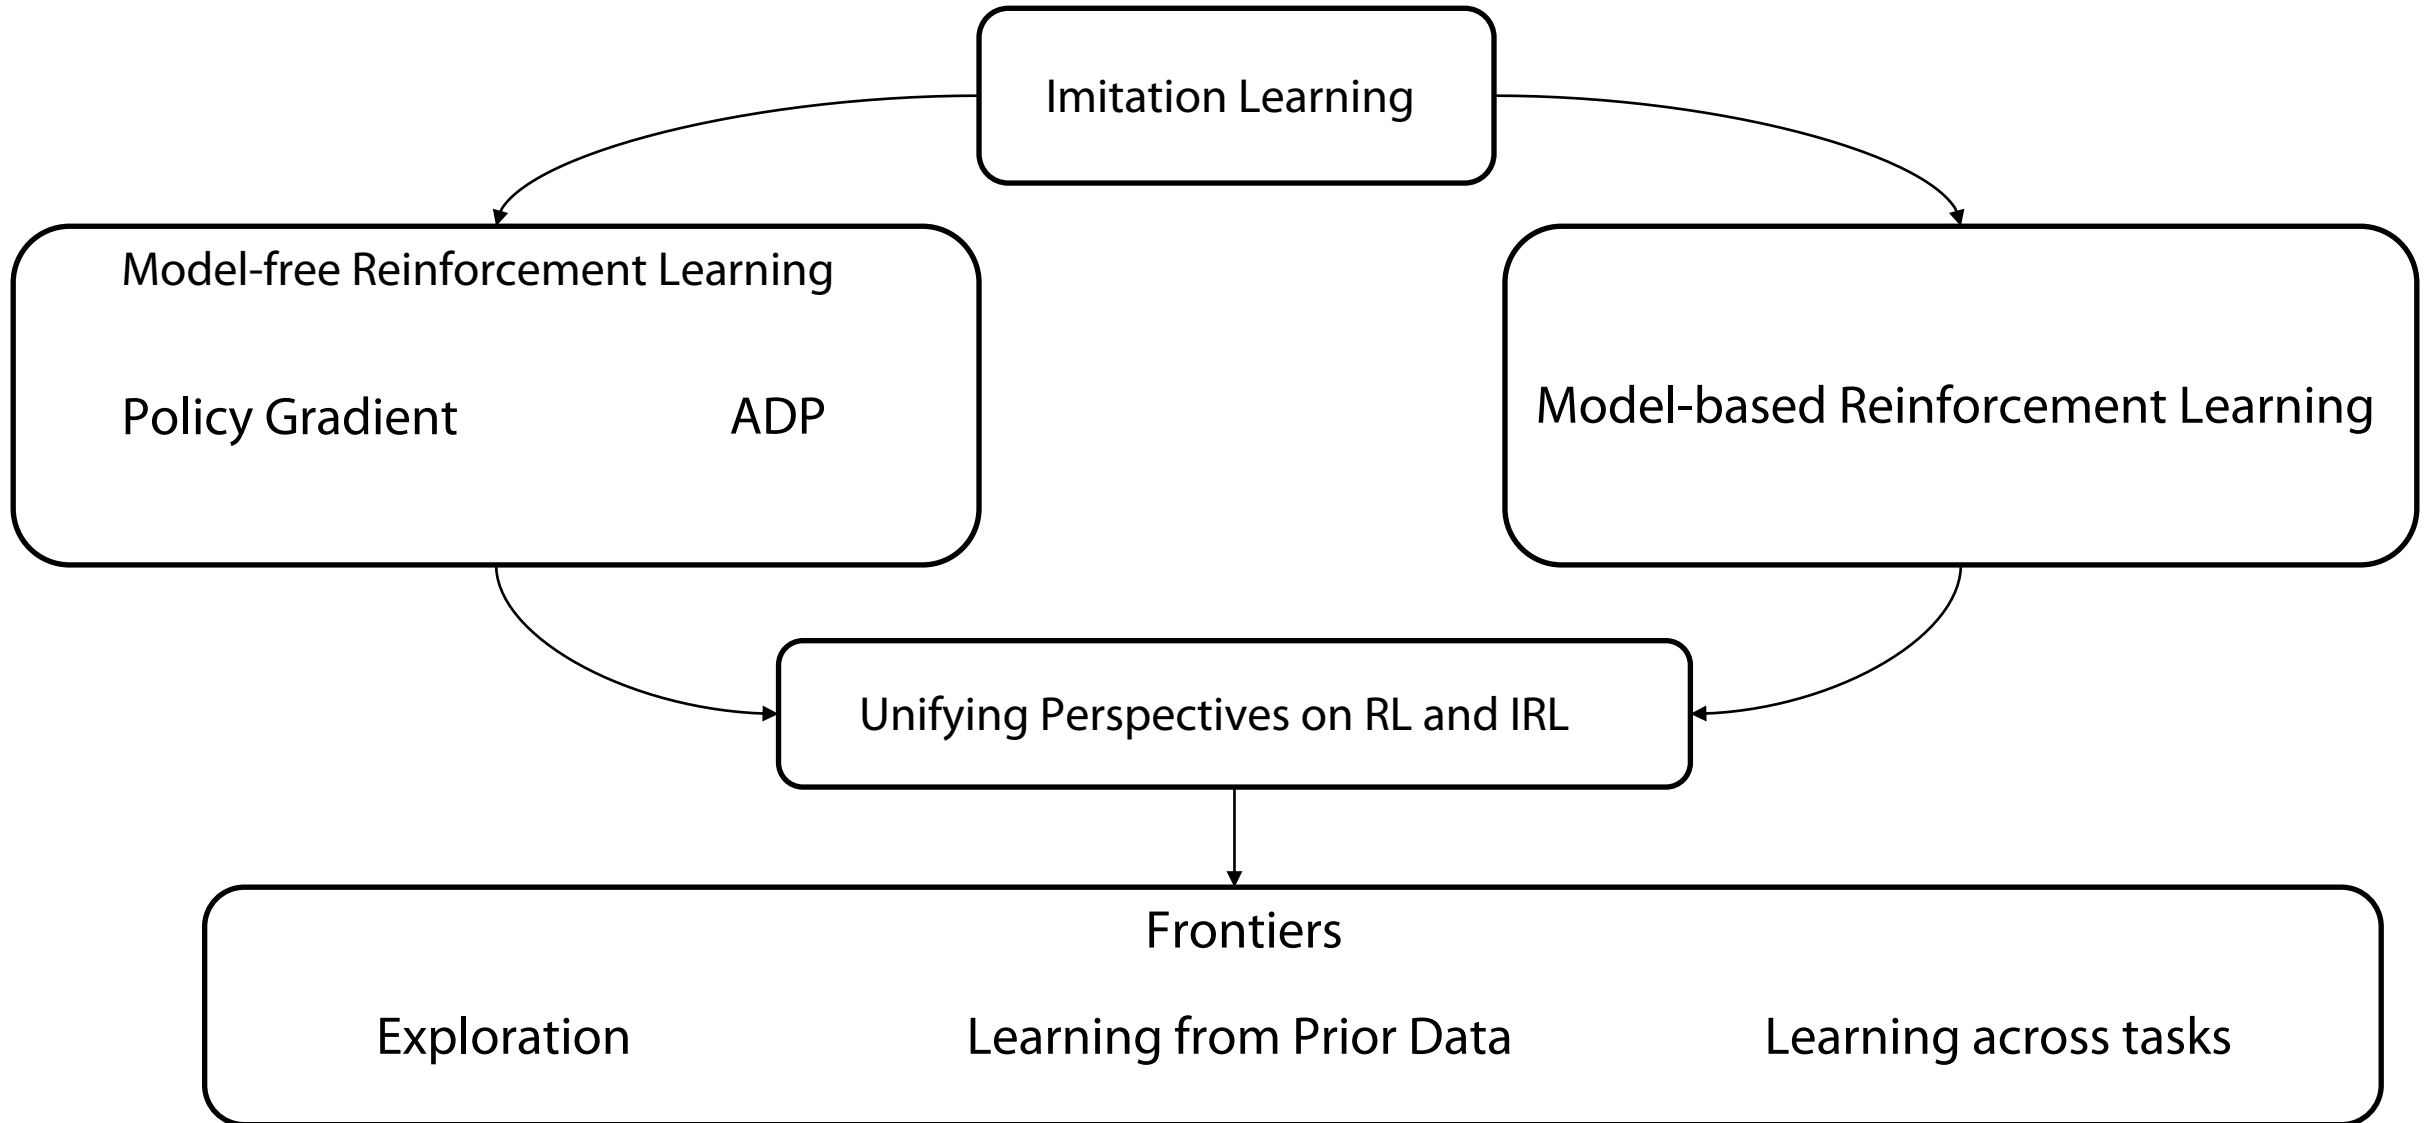 Imitation Learning
Model-free Reinforcement Learning
Policy Gradient
ADP
Model-based Reinforcement Learning
Unifying Perspectives on RL and IRL
Frontiers
Exploration
Learning from Prior Data
Learning across tasks